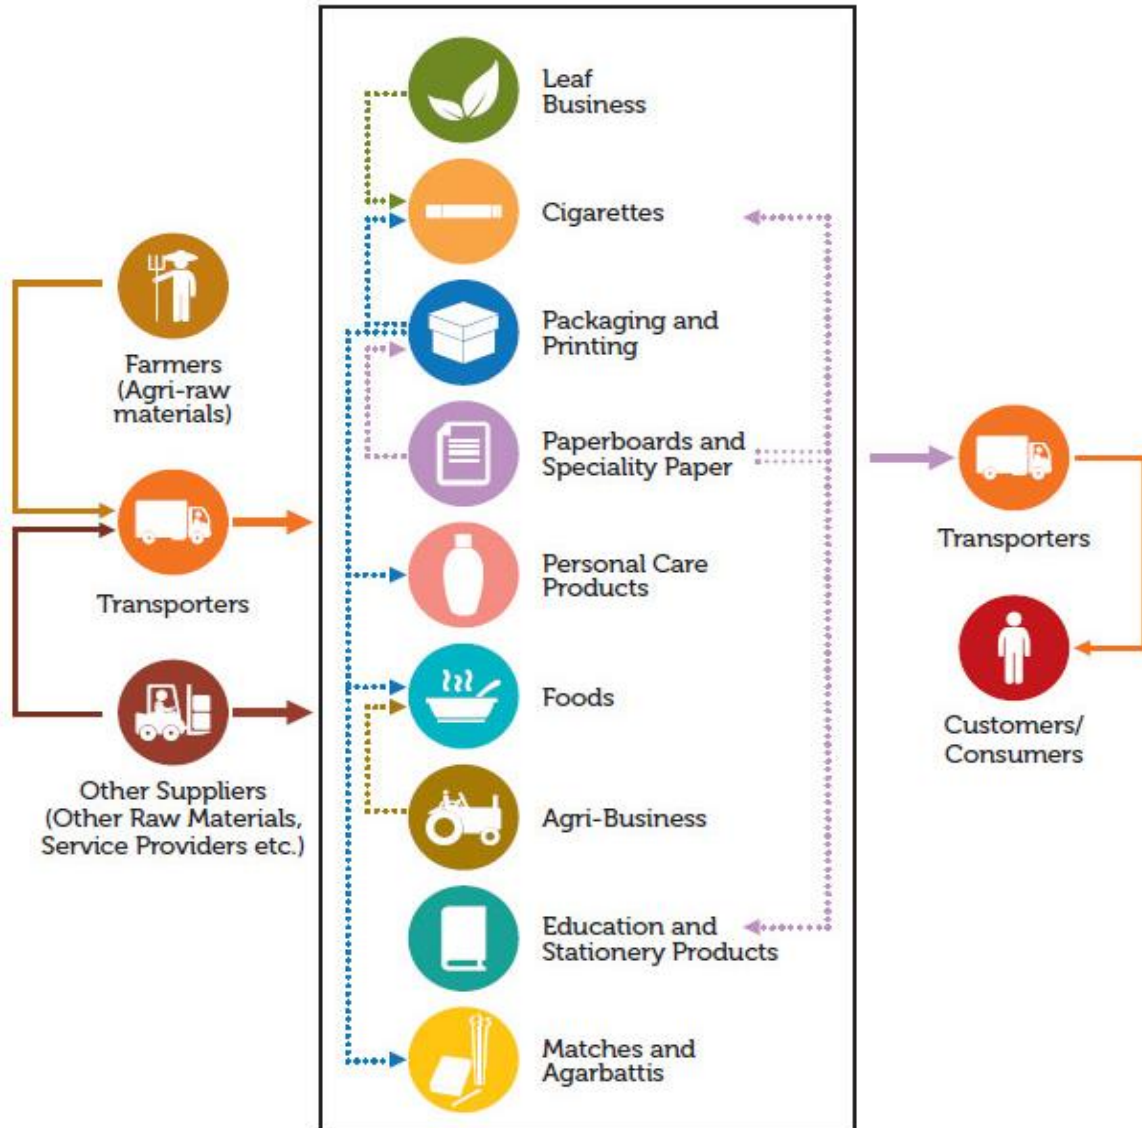 Farmers
(Agri-raw
materials)
Transporters
Other Suppliers
(Other Raw Materials,
Service Providers etc.)
Leaf
Business
Cigarettes
Packaging and
Printing
Paperboards and
Speciality Paper
Personal Care
Products
Foods
Agri-Business
Education and
Stationery Products
Matches and
Agarbattis
Transporters
Customers/
Consumers